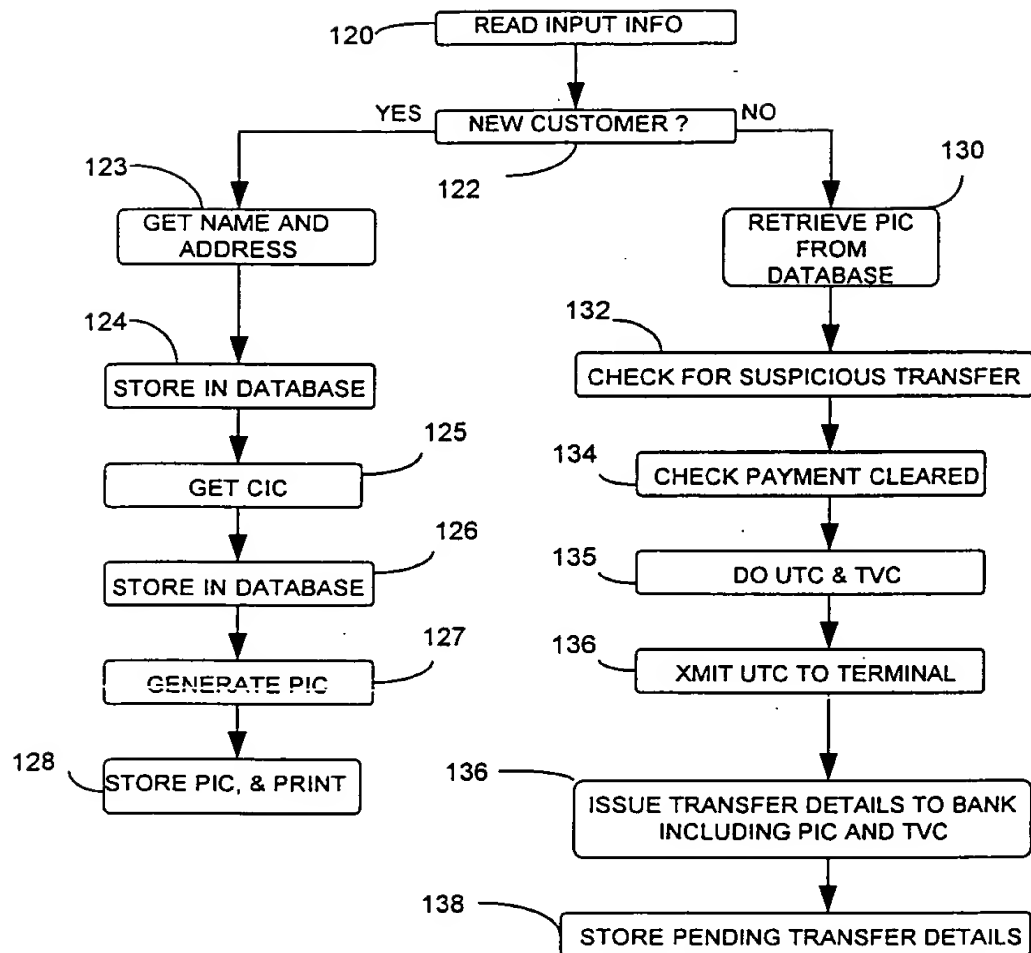 120
READ INPUT INFO
YES
NEW CUSTOMER ?
NO
122
123
GET NAME AND
ADDRESS
124
STORE IN DATABASE
125
GET CIC
126
STORE IN DATABASE
127
GENERATE PIC
128
STORE PIC, & PRINT
130
RETRIEVE PIC
FROM
DATABASE
132
CHECK FOR SUSPICIOUS TRANSFER
134
CHECK PAYMENT CLEARED
135
DO UTC & TVC
136
XMIT UTC TO TERMINAL
136
ISSUE TRANSFER DETAILS TO BANK
INCLUDING PIC AND TVC
138
STORE PENDING TRANSFER DETAILS